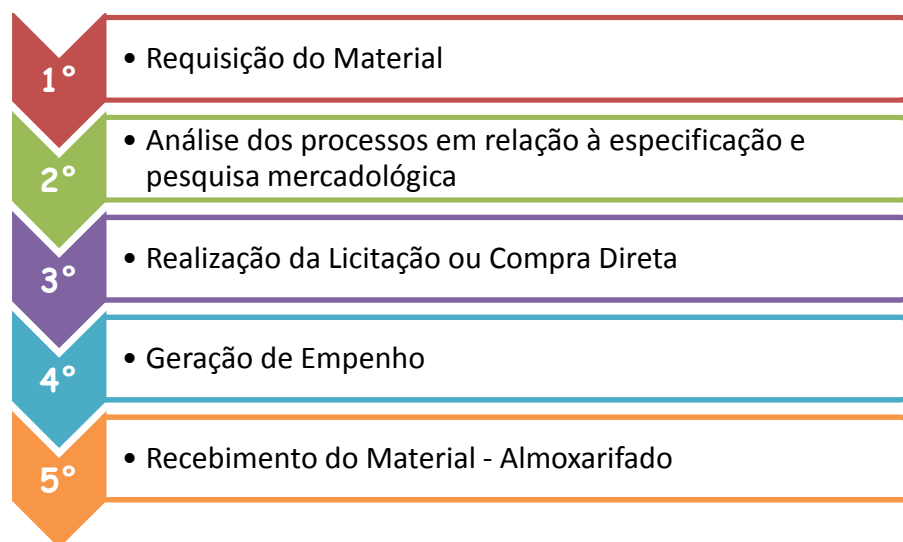 1°
• Requisição do Material
2°
• Análise dos processos em relação à especificação e
pesquisa mercadológica
3°
• Realização da Licitação ou Compra Direta
4°
• Geração de Empenho
5°
• Recebimento do Material - Almoxarifado